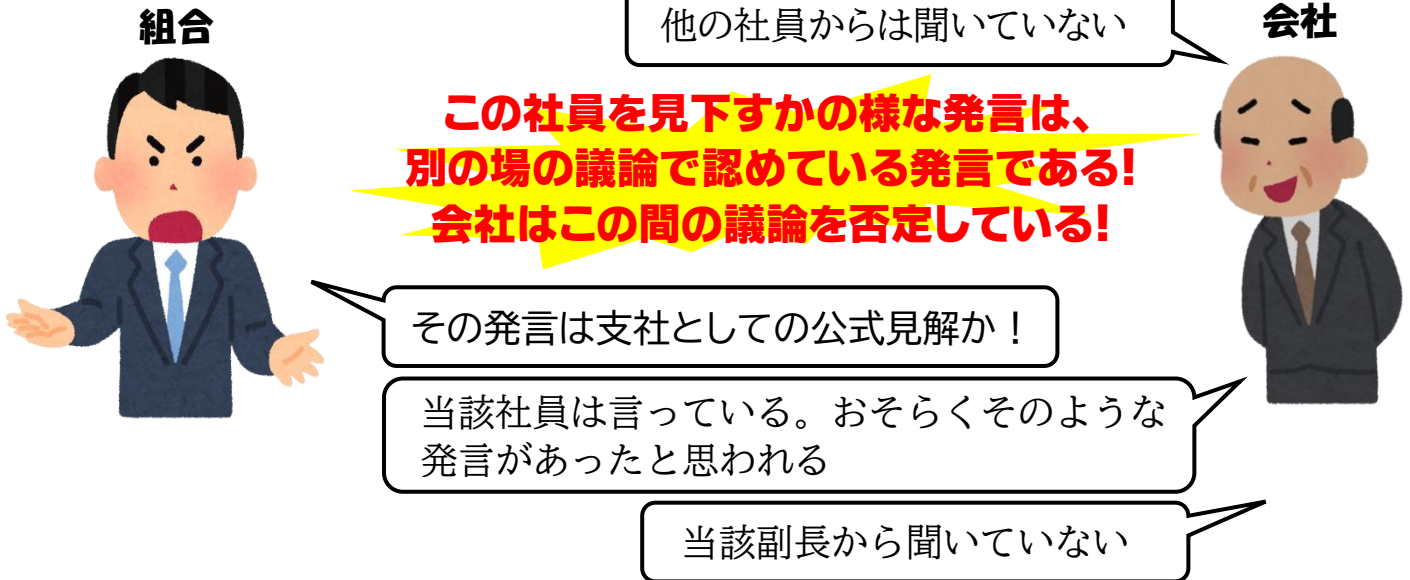 組合
会社
他の社員からは聞いていない
この社員を見下すかの様な発言は、
別の場の議論で認めている発言である!
会社はこの間の議論を否定している!
その発言は支社としての公式見解か！
当該社員は言っている。おそらくそのような
発言があったと思われる
当該副長から聞いていない